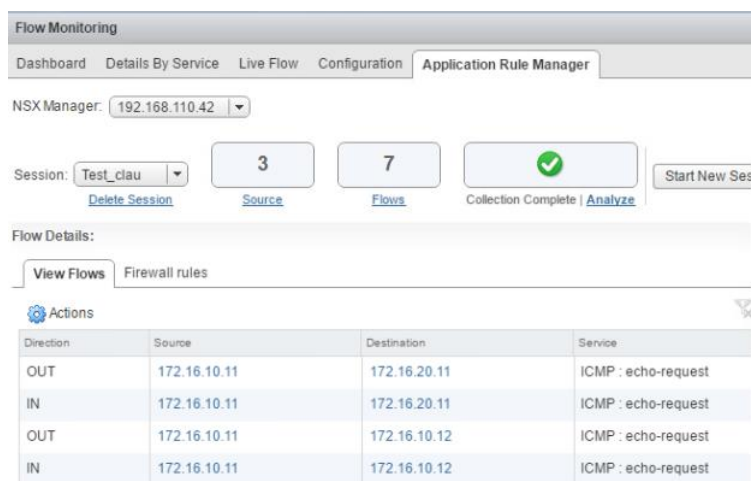 Flow Monitoring
Dashboard Details By Service Live Flow Configuration Application Rule Manager
NSX Manager: 192.168.110.42
3 7
Session: Test_clau Start New Ses
Delete Session Source Flows Collection Complete | Analyze
Flow Details:
View Flows Firewall rules
Actions
Direction Source Destination Service
OUT 172.16.10.11 172.16.20.11 ICMP : echo-request
IN 172.16.10.11 172.16.20.11 ICMP : echo-request
OUT 172.16.10.11 172.16.10.12 ICMP : echo-request
IN 172.16.10.11 172.16.10.12 ICMP : echo-request